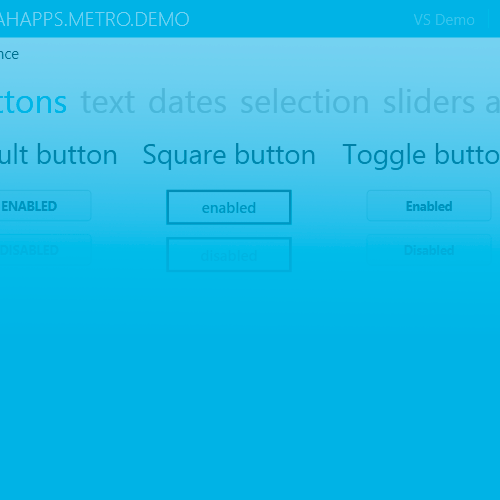 AHAPPS.METRO.DEMO VS Demo
nce
ttons text dates selection sliders a
ult button Square button Toggle butto
ENABLED enabled Enabled
DISABLED disabled Disabled